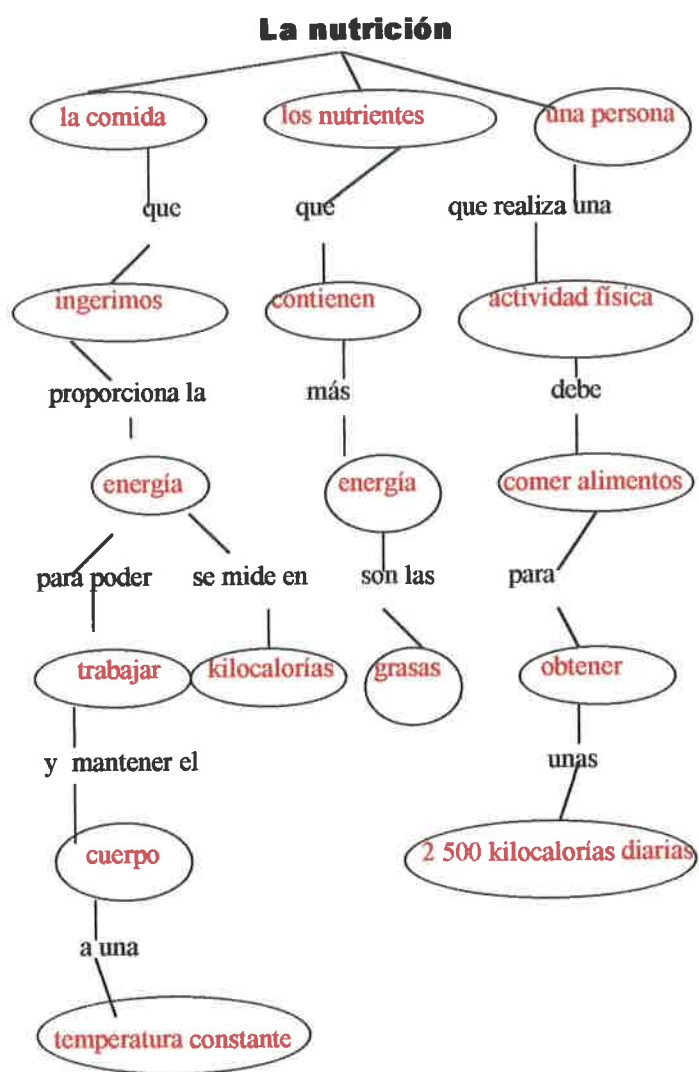 La nutrición
la comida
los nutrientes
una persona
que
que
que realiza una
ingerimos
contienen
actividad física
proporciona la
más
debe
energía
energía
comer alimentos
para poder
se mide en
son las
para
trabajar
kilocalorías
grasas
obtener
y mantener el
unas
cuerpo
2 500 kilocalorías diarias
a una
temperatura constante